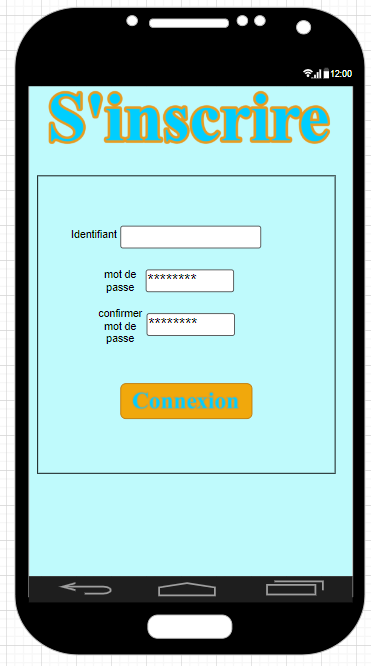 12:00
S'inscrire
Identifiant
mot de
passe
********
confirmer
mot de
passe
********
Connexion